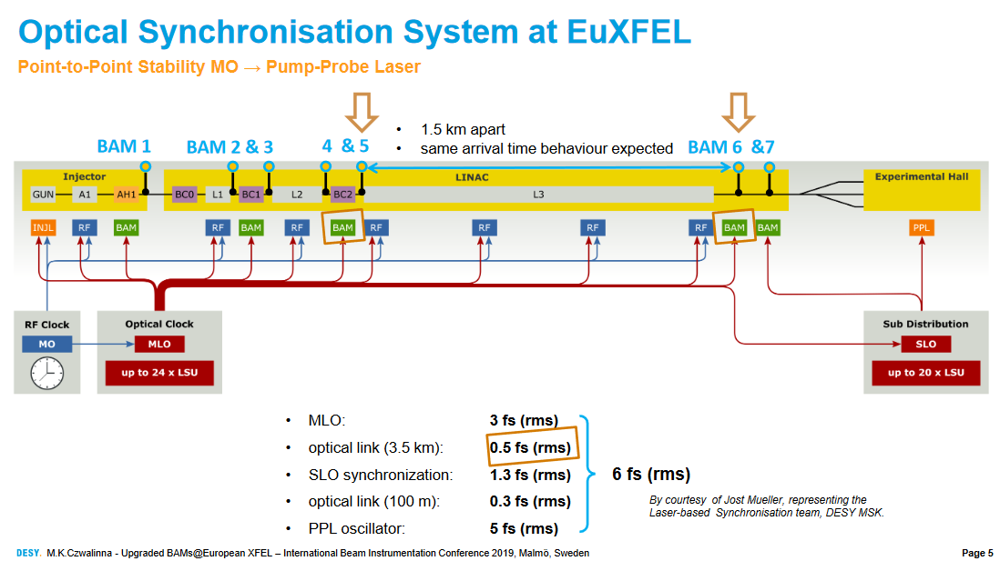 Optical Synchronisation System at EuXFEL
Point-to-Point Stability MO → Pump-Probe Laser
• 1.5 km apart
• same arrival time behaviour expected
BAM 1 BAM 2 & 3 4 & 5 BAM 6 &7
Injector LINAC Experimental Hall
GUN A1 AH1 BC0 L1 BC1 L2 BC2 L3
INJL RF BAM RF BAM RF BAM RF RF RF RF BAM BAM PPL
RF Clock Optical Clock Sub Distribution
MO MLO SLO
up to 24 x LSU up to 20 x LSU
• MLO: 3 fs (rms)
• optical link (3.5 km): 0.5 fs (rms)
• SLO synchronization: 1.3 fs (rms) 6 fs (rms)
• optical link (100 m): 0.3 fs (rms)
• PPL oscillator: 5 fs (rms)
By courtesy of Jost Mueller, representing the
Laser-based Synchronisation team, DESY MSK.
DESY. M.K.Czwalinna - Upgraded BAMs@European XFEL – International Beam Instrumentation Conference 2019, Malmö, Sweden Page 5